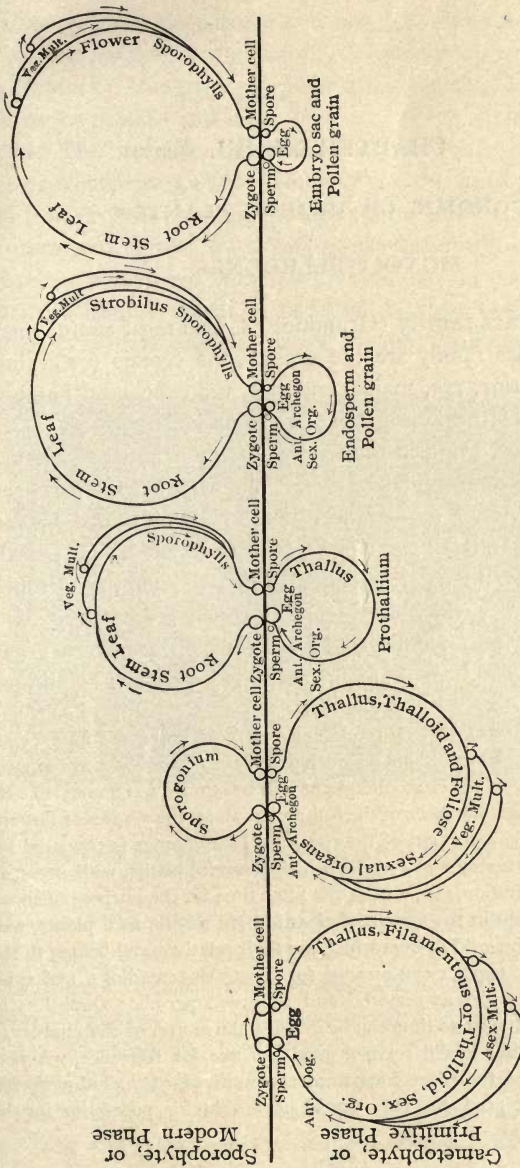 Sporophyte, or
Modern Phase
Gametophyte, or
Primitive Phase
Zygote
Mother cell
Sperm
Egg
Spore
Ant. Oog.
Sex. Org.
Thallus, Filamentous or Thalloid,
Asex Mult.
Sporogonium
Zygote
Mother cell
Sperm
Egg
Spore
Ant. Archegon
Sexual Organs
Thallus, Thalloid and Foliose
Veg. Mult.
Veg. Mult.
Root Stem Leaf
Sporophylls
Zygote
Mother cell
Sperm
Egg
Spore
Ant. Archegon
Sex. Org.
Thallus
Prothallium
Veg. Mult
Root Stem Leaf
Strobilus Sporophylls
Zygote
Mother cell
Sperm
Egg
Spore
Ant. Archegon
Sex. Org.
Endosperm and
Pollen grain
Veg. Mult.
Root Stem Leaf
Flower Sporophylls
Zygote
Mother cell
Sperm
Egg
Spore
Embryo sac and
Pollen grain